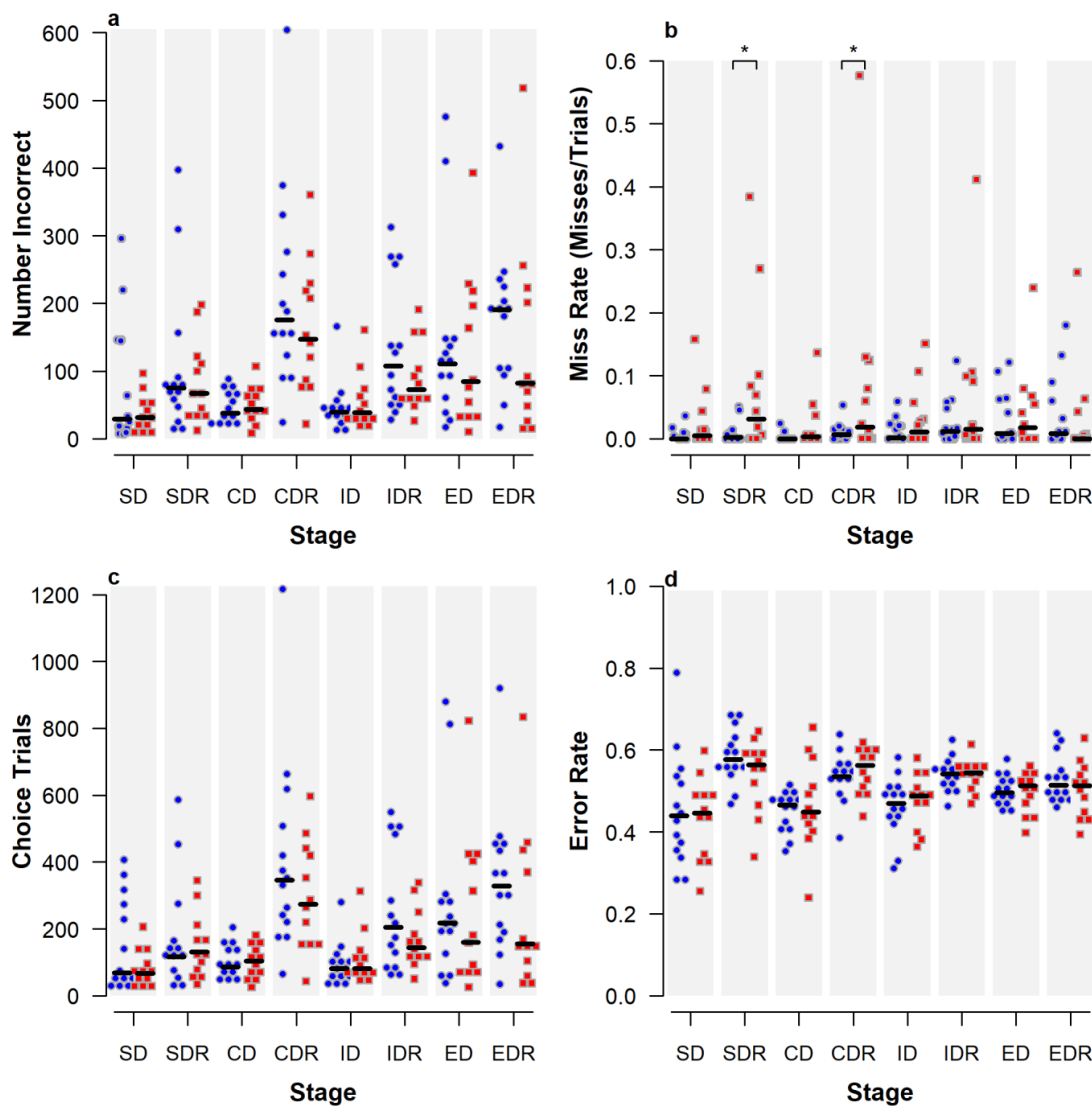 a
Number Incorrect
600
500
400
300
200
100
0
SD SDR CD CDR ID IDR ED EDR
Stage
b
Miss Rate (Misses/Trials)
* *
0.6
0.5
0.4
0.3
0.2
0.1
0.0
SD SDR CD CDR ID IDR ED EDR
Stage
c
Choice Trials
1200
1000
800
600
400
200
0
SD SDR CD CDR ID IDR ED EDR
Stage
d
Error Rate
1.0
0.8
0.6
0.4
0.2
0.0
SD SDR CD CDR ID IDR ED EDR
Stage